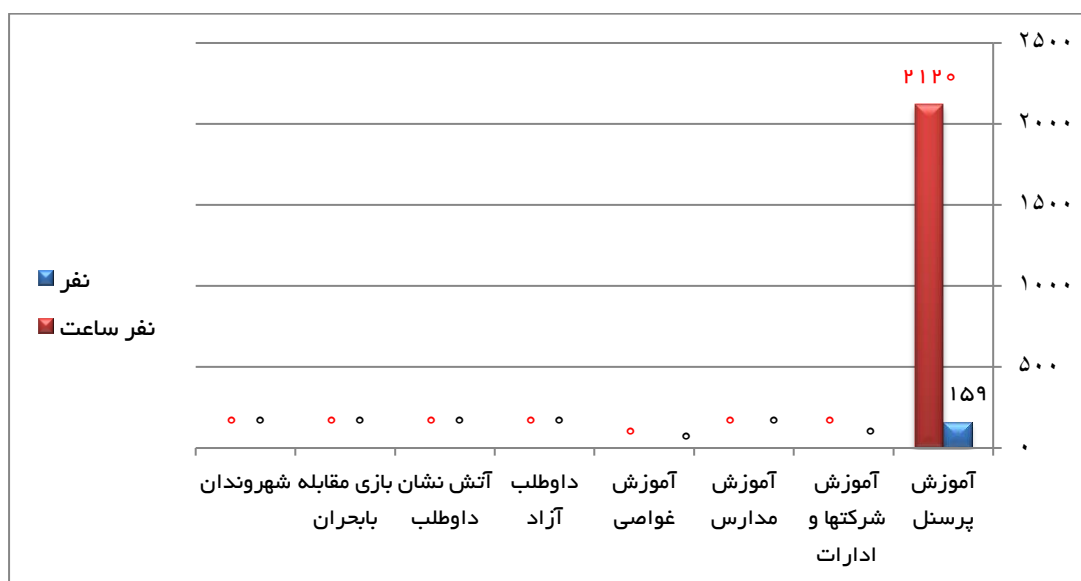 ۲۵۰۰
۲۰۰۰
۱۵۰۰
۱۰۰۰
۵۰۰
۰
۱۵۹
۲۱۲۰
۰ ۰
۰ ۰
۰ ۰
۰ ۰
۰ ۰
۰ ۰
۰ ۰
آموزش
پرسنل
آموزش
شرکتها و
ادارات
آموزش
مدارس
آموزش
غواصی
داوطلب
آزاد
آتش نشان
داوطلب
بازی مقابله
بابحران
شهروندان
نفر
نفر ساعت